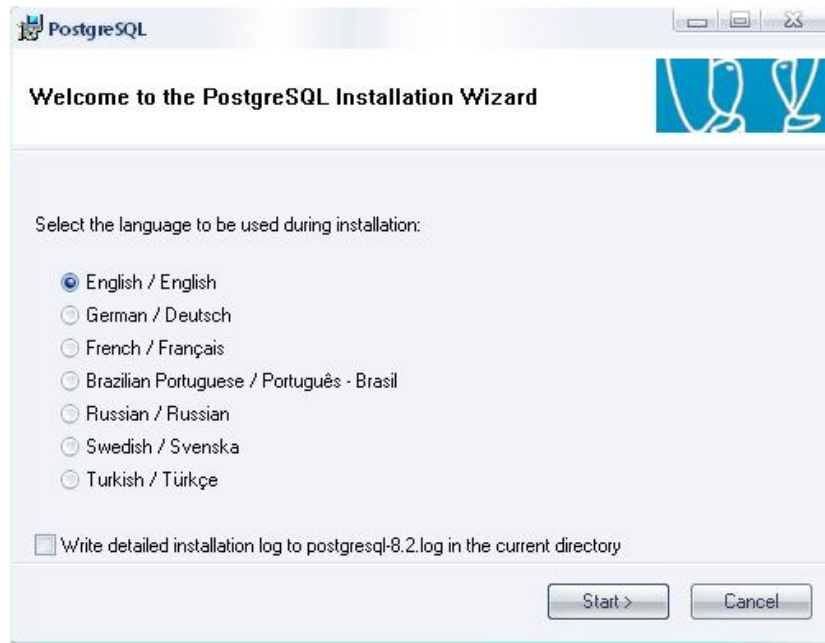 PostgreSQL
Welcome to the PostgreSQL Installation Wizard
Select the language to be used during installation:
English / English
German / Deutsch
French / Français
Brazilian Portuguese / Português - Brasil
Russian / Russian
Swedish / Svenska
Turkish / Türkçe
Write detailed installation log to postgresql-8.2.log in the current directory
Start > Cancel